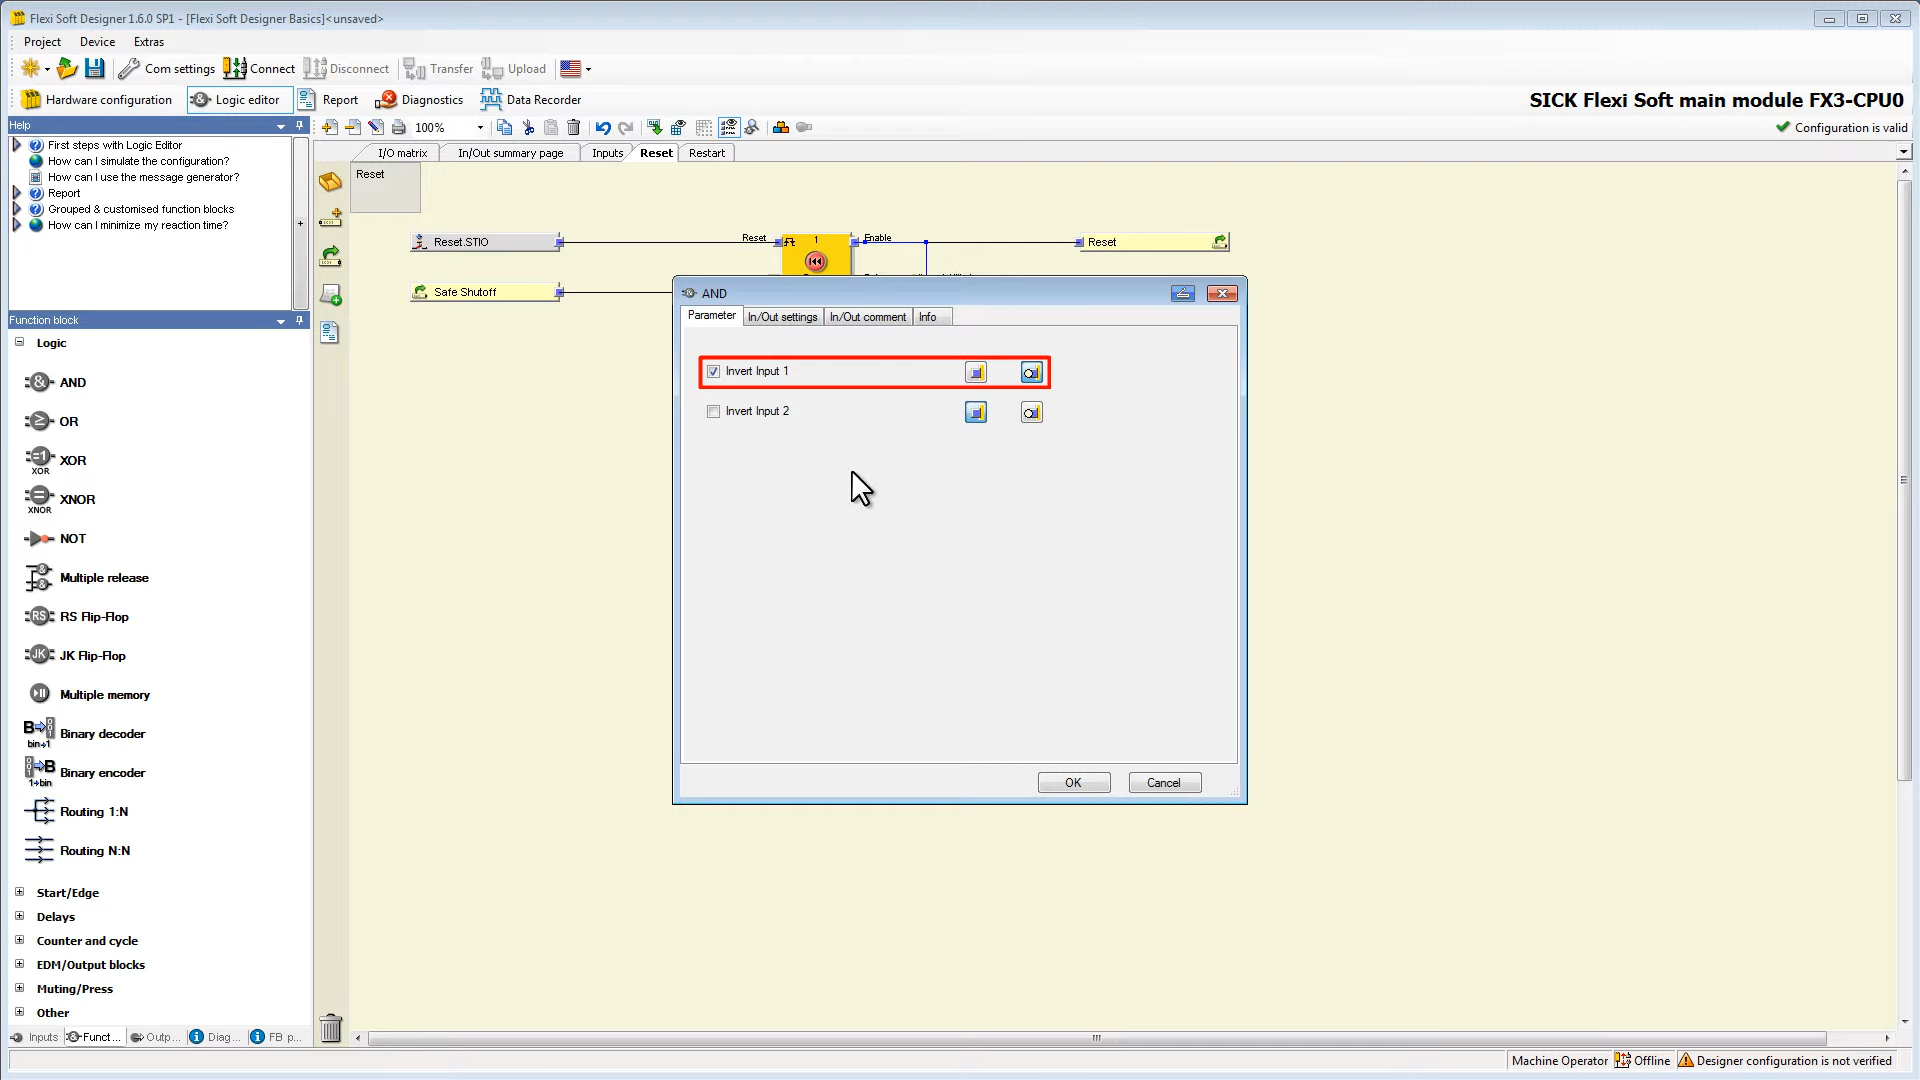 Flexi Soft Designer 1.6.0 SP1 - [Flexi Soft Designer Basics]<unsaved>
Project Device Extras
Com settings Connect Disconnect Transfer Upload
Hardware configuration Logic editor Report Diagnostics Data Recorder
SICK Flexi Soft main module FX3-CPU0
Help
100%
Configuration is valid
First steps with Logic Editor
How can I simulate the configuration?
How can I use the message generator?
Report
Grouped & customised function blocks
How can I minimize my reaction time?
I/O matrix In/Out summary page Inputs Reset Restart
Reset
Reset.STIO
Reset
1
Enable
Reset
Safe Shutoff
Function block
Logic
& AND
≥ OR
=1 XOR
XOR
= XNOR
XNOR
NOT
Multiple release
RS RS Flip-Flop
JK JK Flip-Flop
Multiple memory
B Binary decoder
bin→1
B Binary encoder
1→bin
Routing 1:N
Routing N:N
Start/Edge
Delays
Counter and cycle
EDM/Output blocks
Muting/Press
Other
Inputs Funct... Outp... Diag... FB p...
AND
Parameter In/Out settings In/Out comment Info
Invert Input 1
Invert Input 2
OK Cancel
Machine Operator Offline Designer configuration is not verified